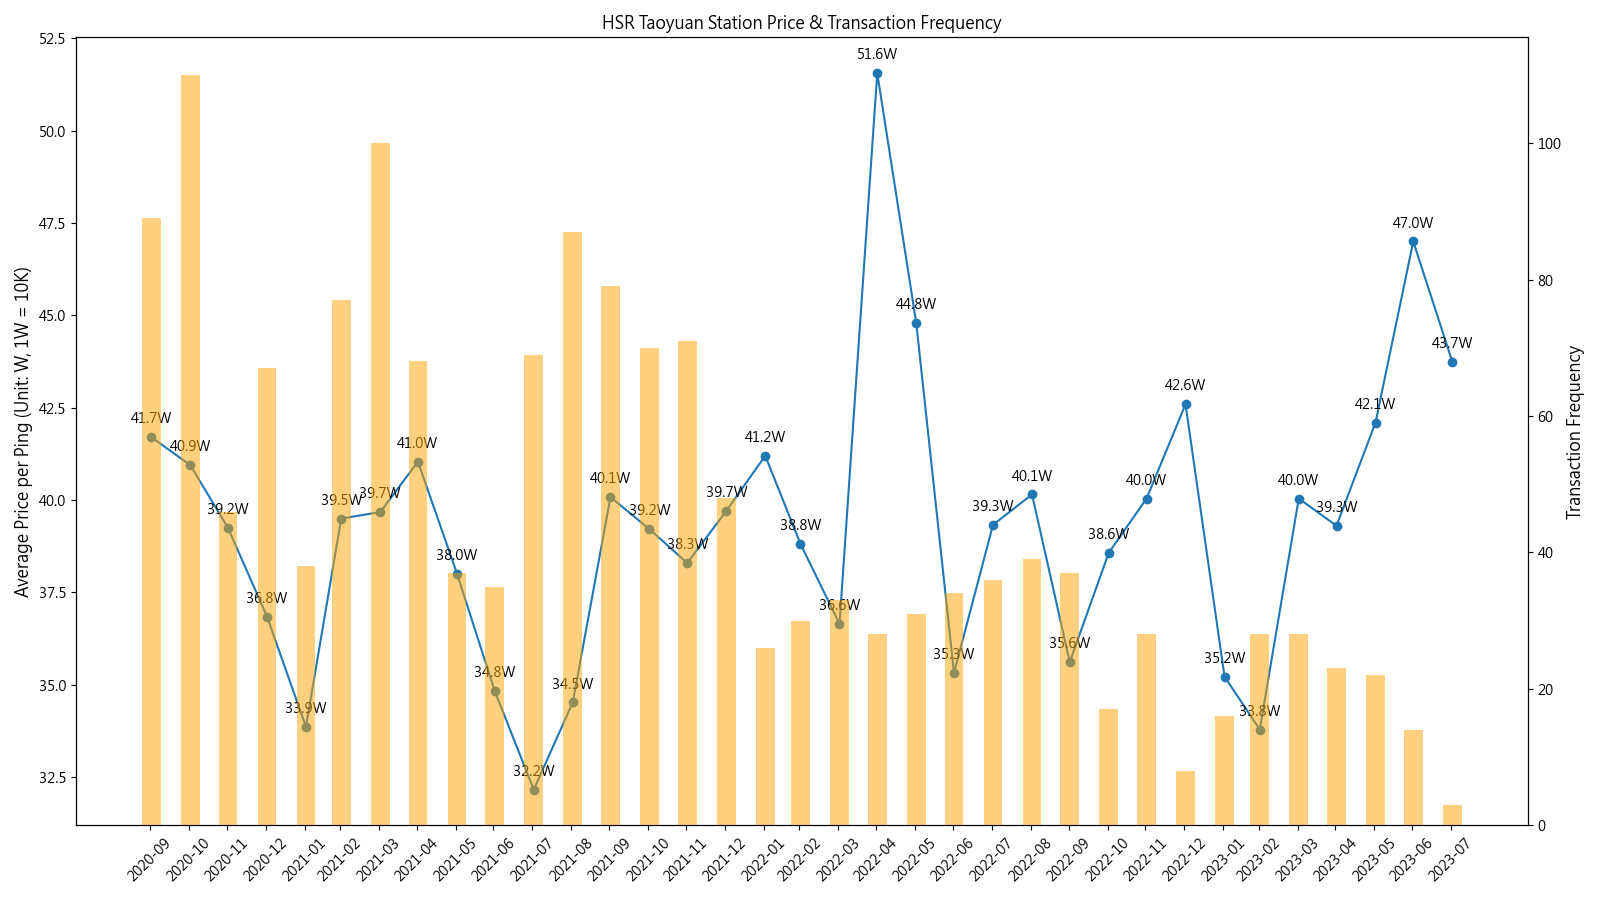 HSR Taoyuan Station Price & Transaction Frequency
Average Price per Ping (Unit: W, 1W = 10K)
52.5
50.0
47.5
45.0
42.5
40.0
37.5
35.0
32.5
41.7W
40.9W
39.2W
36.8W
33.9W
39.5W
39.7W
41.0W
38.0W
34.8W
32.2W
34.5W
40.1W
39.2W
38.3W
39.7W
41.2W
38.8W
36.6W
51.6W
44.8W
35.3W
39.3W
40.1W
35.6W
38.6W
40.0W
42.6W
35.2W
33.8W
40.0W
39.3W
42.1W
47.0W
43.7W
100
80
60
40
20
0
Transaction Frequency
2020-09
2020-10
2020-11
2020-12
2021-01
2021-02
2021-03
2021-04
2021-05
2021-06
2021-07
2021-08
2021-09
2021-10
2021-11
2021-12
2022-01
2022-02
2022-03
2022-04
2022-05
2022-06
2022-07
2022-08
2022-09
2022-10
2022-11
2022-12
2023-01
2023-02
2023-03
2023-04
2023-05
2023-06
2023-07